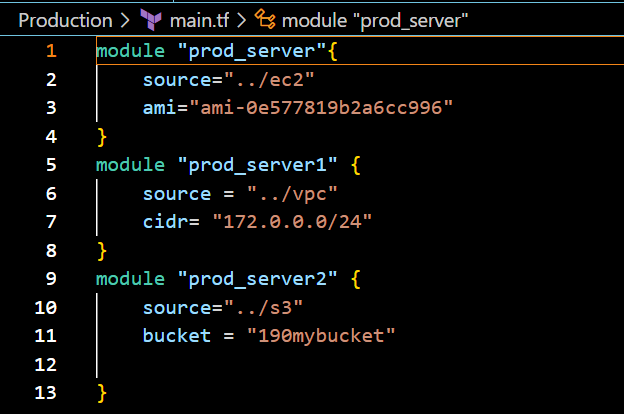 Production > main.tf > module "prod_server"
1 module "prod_server"{
2     source="../ec2"
3     ami="ami-0e577819b2a6cc996"
4 }
5 module "prod_server1" {
6     source = "../vpc"
7     cidr= "172.0.0.0/24"
8 }
9 module "prod_server2" {
10     source="../s3"
11     bucket = "190mybucket"
12
13 }